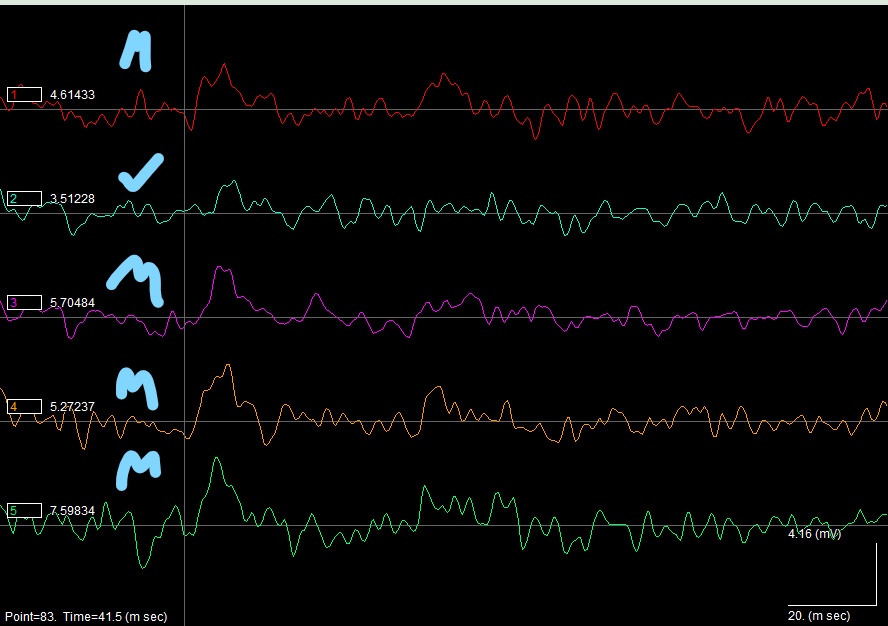 M
1 4.61433
✓
2 3.51228
M
3 5.70484
M
4 5.27237
M
5 7.59834
4.16 (mV)
Point=83. Time=41.5 (m sec)
20. (m sec)